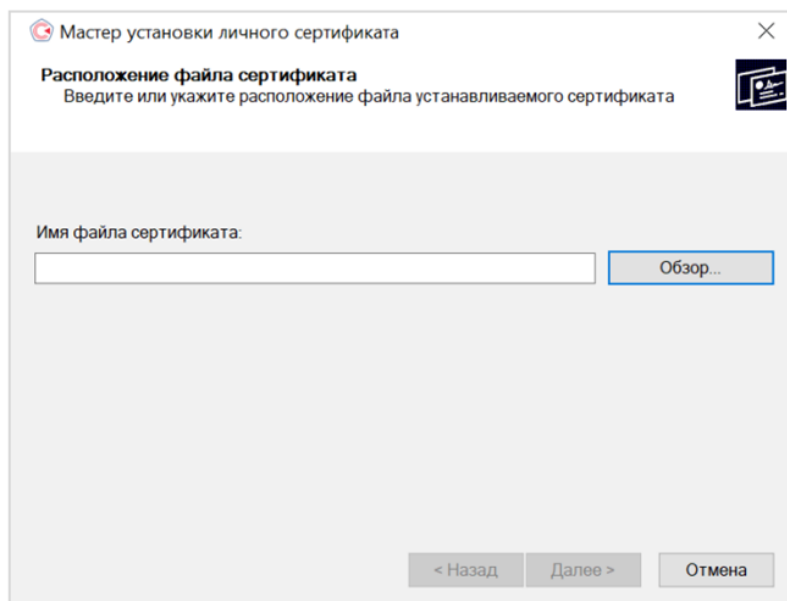 Мастер установки личного сертификата
Расположение файла сертификата
Введите или укажите расположение файла устанавливаемого сертификата
Имя файла сертификата:
Обзор...
< Назад
Далее >
Отмена